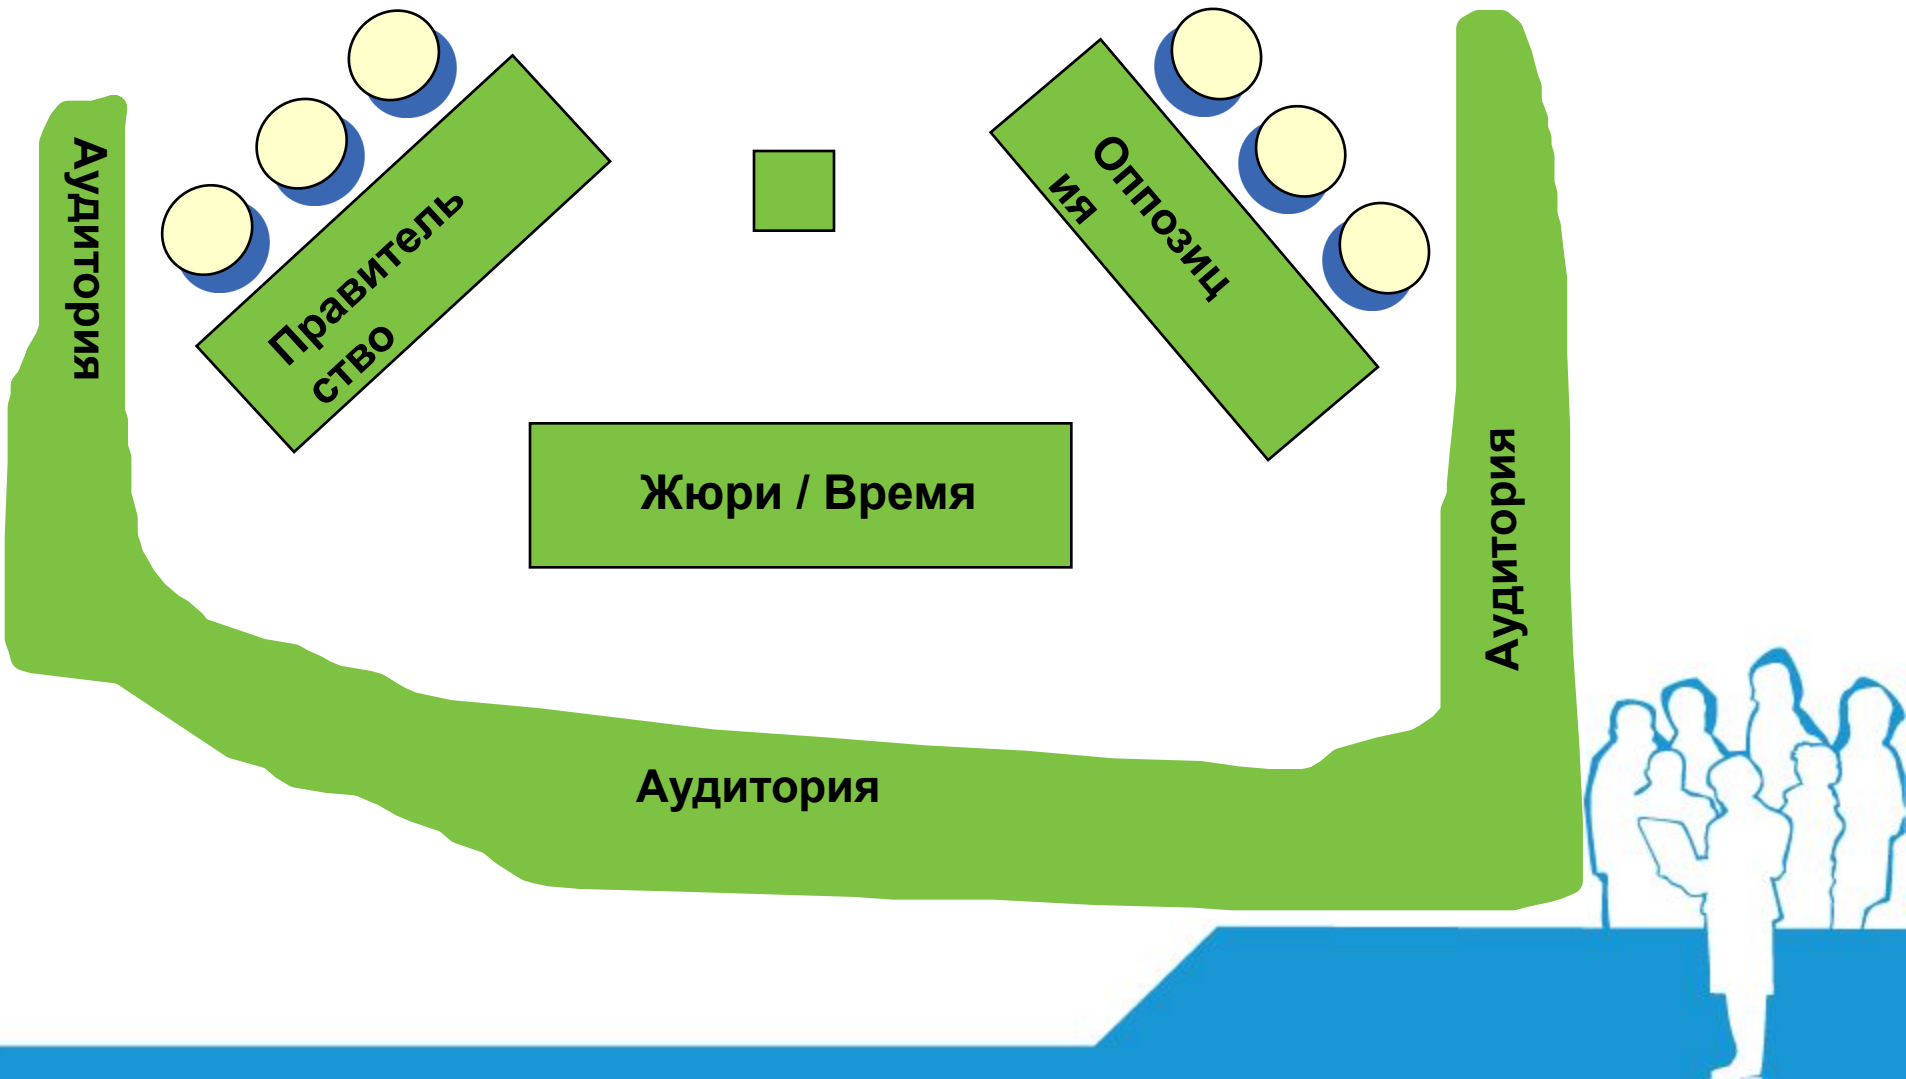 Аудитория
Правитель
ство
Оппозиц
ия
Жюри / Время
Аудитория
Аудитория